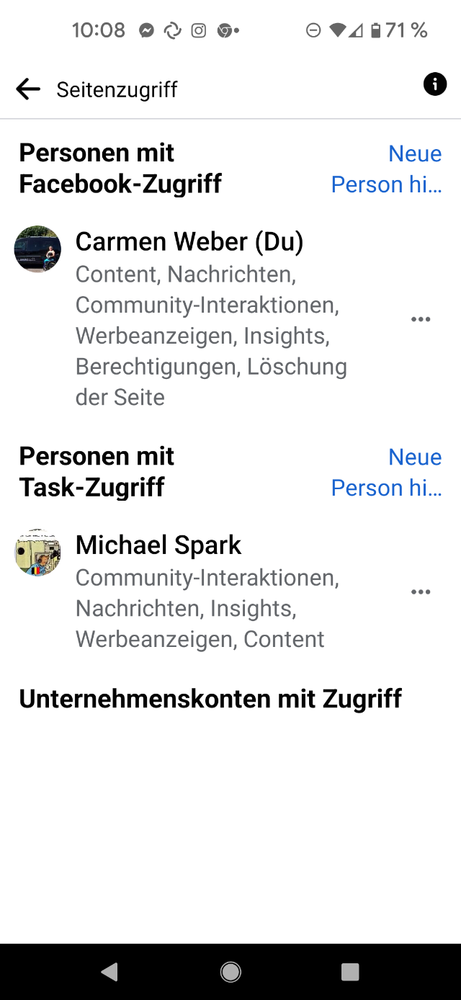 10:08 71 %
Seitenzugriff
Personen mit Facebook-Zugriff
Neue Person hi…
Carmen Weber (Du)
Content, Nachrichten,
Community-Interaktionen,
Werbeanzeigen, Insights,
Berechtigungen, Löschung
der Seite
Personen mit Task-Zugriff
Neue Person hi…
Michael Spark
Community-Interaktionen,
Nachrichten, Insights,
Werbeanzeigen, Content
Unternehmenskonten mit Zugriff